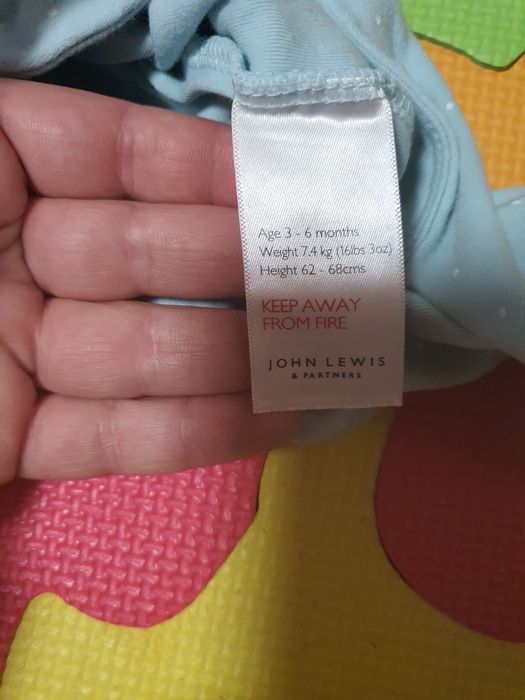 Age 3 - 6 months
Weight 7.4 kg (16lbs 3oz)
Height 62 - 68cms
KEEP AWAY
FROM FIRE
JOHN LEWIS
& PARTNERS